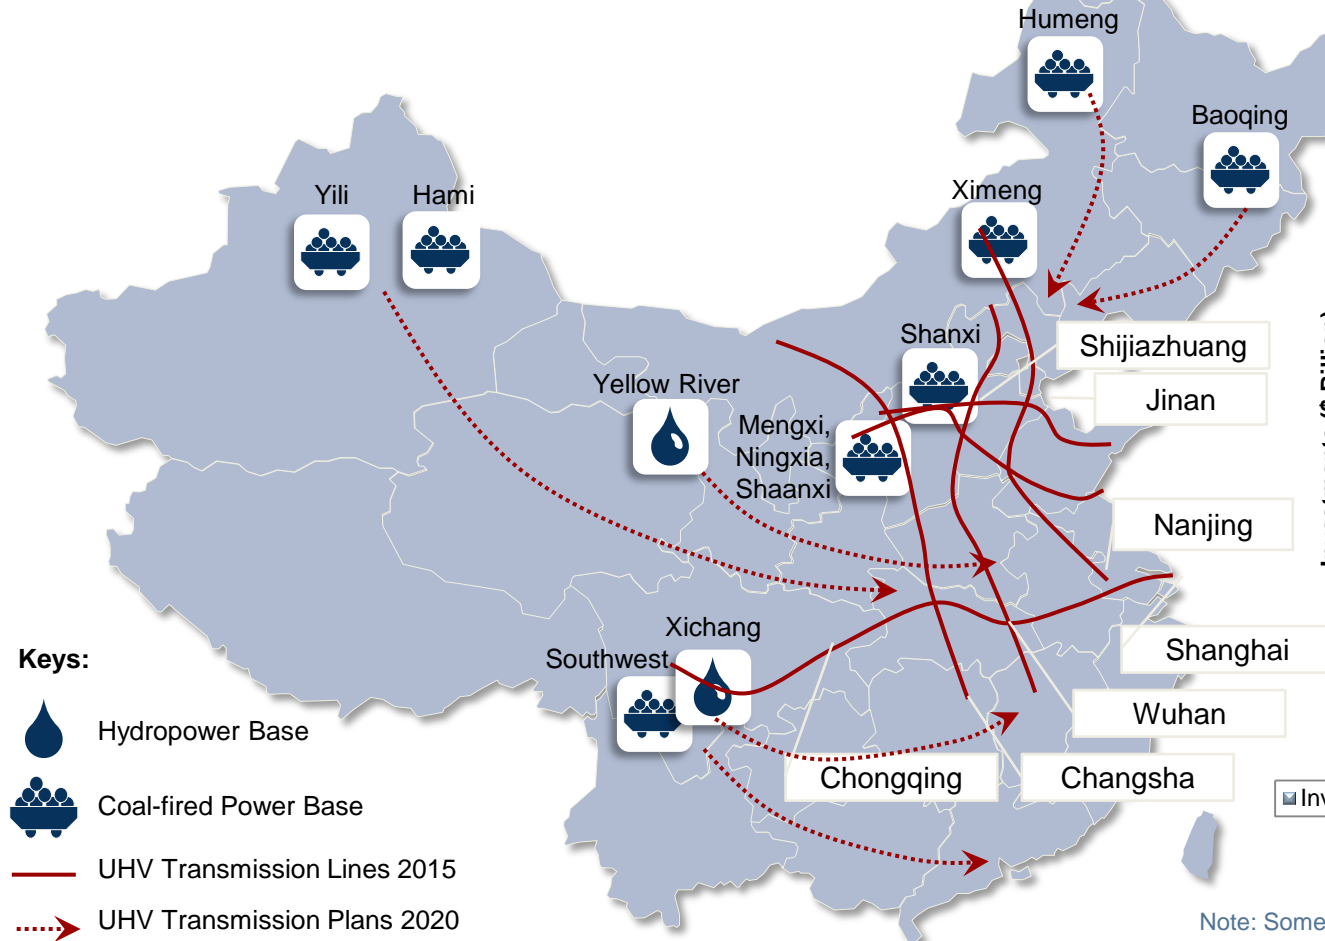 Humeng
Baoqing
Yili
Hami
Ximeng
Shanxi
Shijiazhuang
Yellow River
Jinan
Mengxi,
Ningxia,
Shaanxi
Nanjing
Xichang
Southwest
Shanghai
Wuhan
Chongqing
Changsha
Keys:
Hydropower Base
Coal-fired Power Base
UHV Transmission Lines 2015
UHV Transmission Plans 2020
Inv
Note: Some